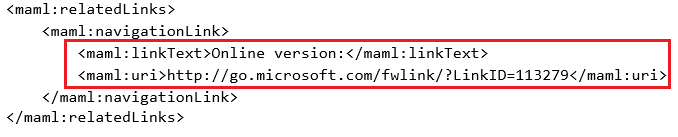 <maml:relatedLinks>
<maml:navigationLink>
<maml:linkText>Online version:</maml:linkText>
<maml:uri>http://go.microsoft.com/fwlink/?LinkID=113279</maml:uri>
</maml:navigationLink>
</maml:relatedLinks>